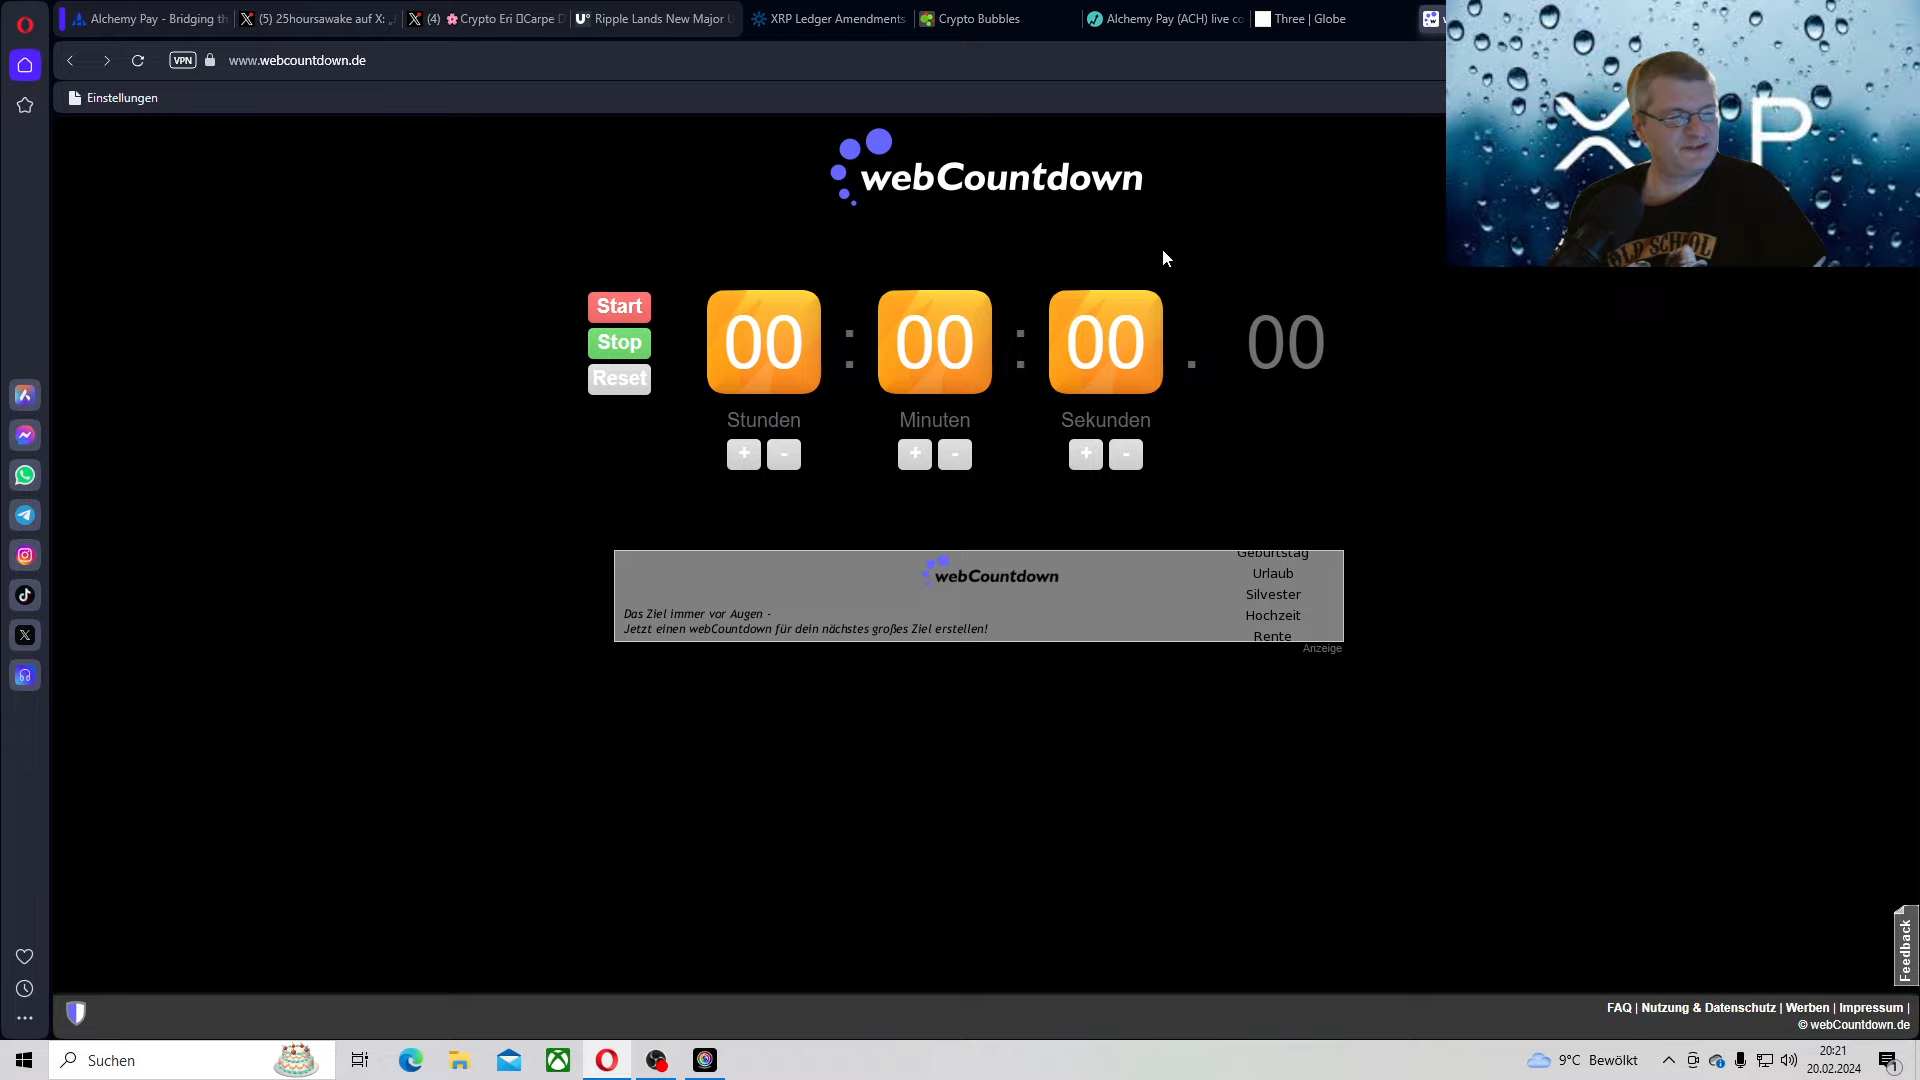 Alchemy Pay - Bridging th
(5) 25hoursawake auf X: „
(4) 🌸Crypto Eri ⎕Carpe D
Ripple Lands New Major U
XRP Ledger Amendments
Crypto Bubbles
Alchemy Pay (ACH) live co
Three | Globe
VPN
www.webcountdown.de
Einstellungen
X P
OLD SCHOOL
webCountdown
Start
Stop
Reset
00 : 00 : 00 . 00
Stunden
Minuten
Sekunden
+ - + - + -
Geburtstag
Urlaub
Silvester
Hochzeit
Rente
webCountdown
Das Ziel immer vor Augen -
Jetzt einen webCountdown für dein nächstes großes Ziel erstellen!
Anzeige
Feedback
FAQ | Nutzung & Datenschutz | Werben | Impressum |
© webCountdown.de
Suchen
9°C Bewölkt
20:21
20.02.2024
1